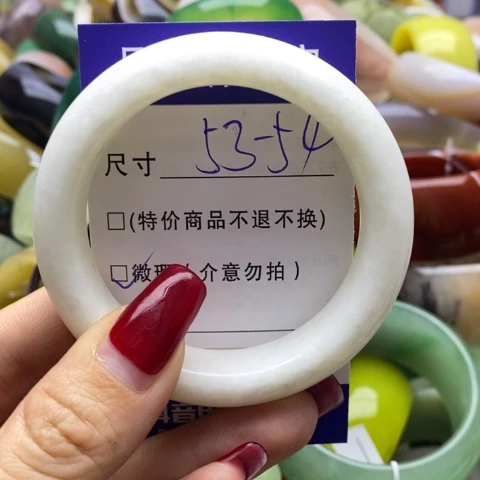 尺寸 53-54
□(特价商品不退不换)
☑微瑕(介意勿拍)